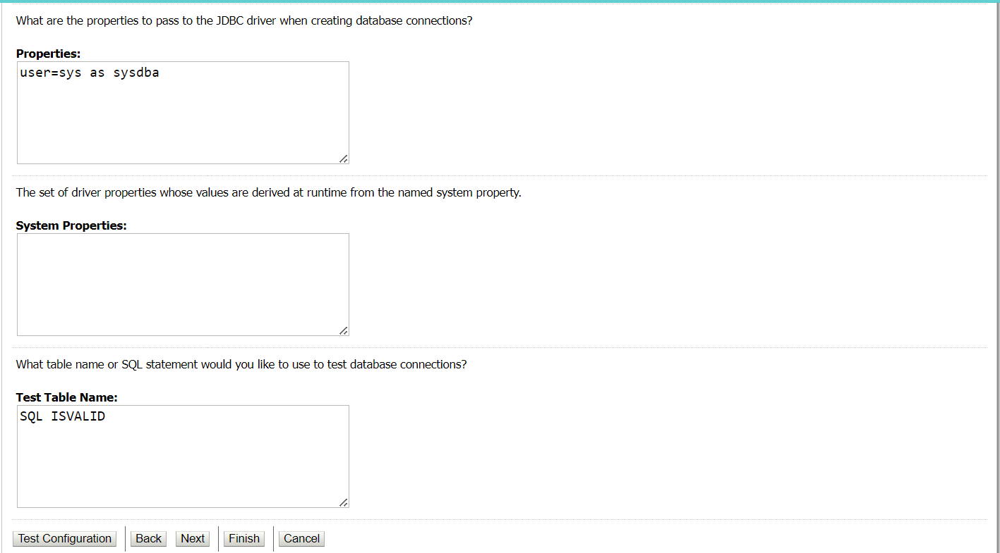 What are the properties to pass to the JDBC driver when creating database connections?
Properties:
user=sys as sysdba
The set of driver properties whose values are derived at runtime from the named system property.
System Properties:
What table name or SQL statement would you like to use to test database connections?
Test Table Name:
SQL ISVALID
Test Configuration Back Next Finish Cancel